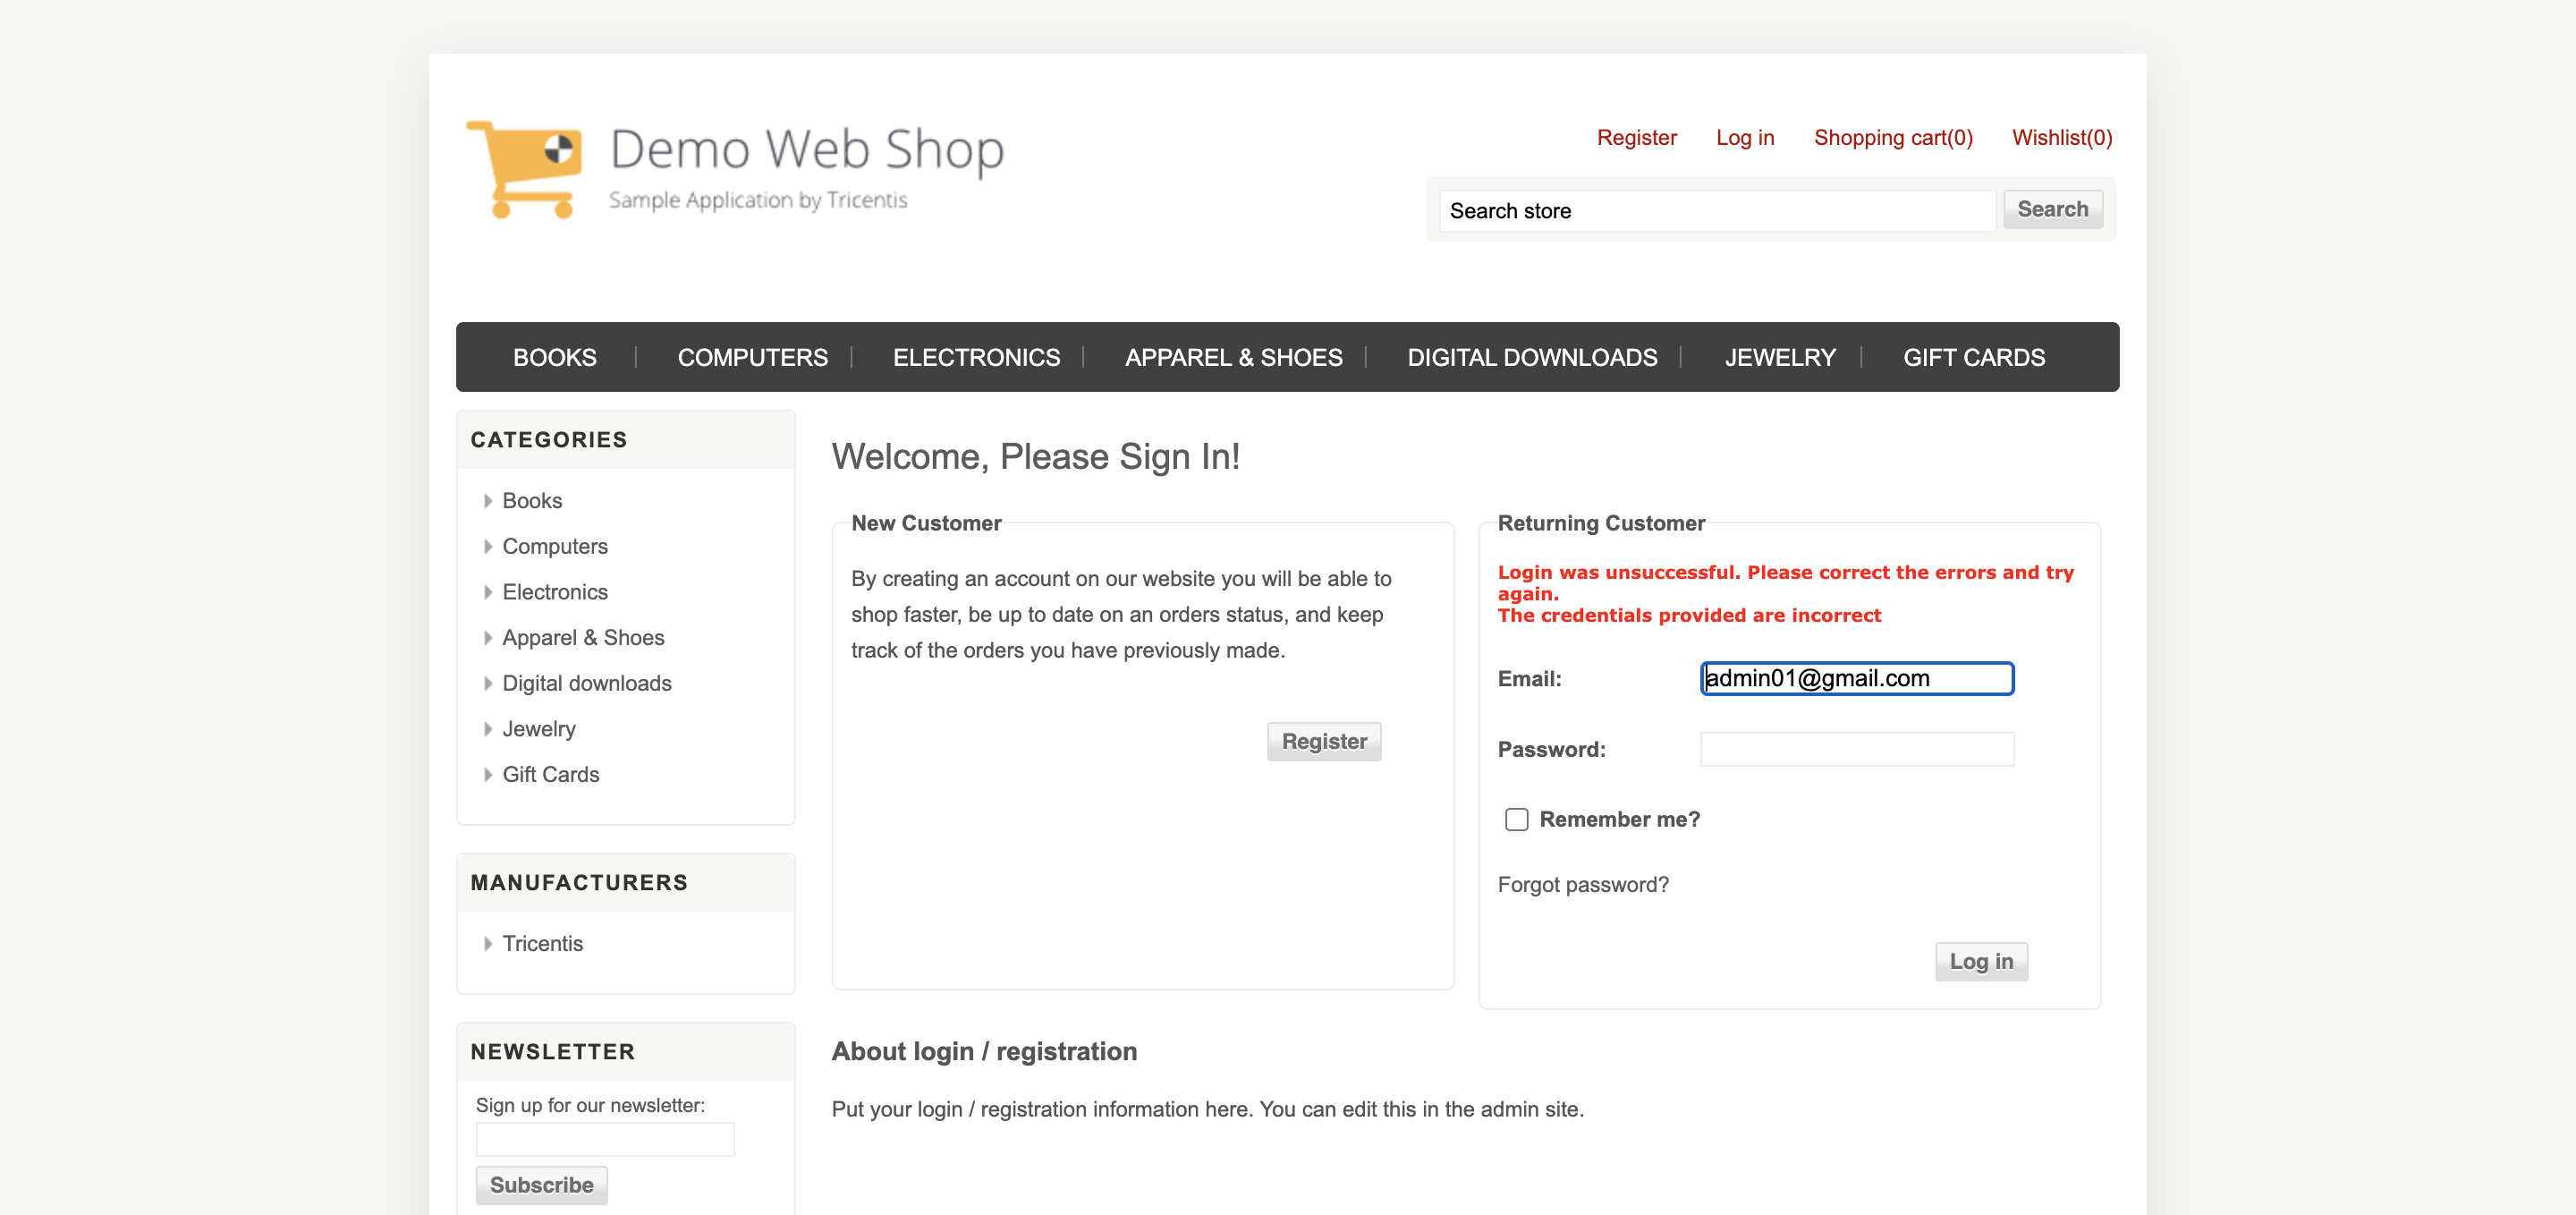 Demo Web Shop
Sample Application by Tricentis
Register Log in Shopping cart(0) Wishlist(0)
Search store Search
BOOKS COMPUTERS ELECTRONICS APPAREL & SHOES DIGITAL DOWNLOADS JEWELRY GIFT CARDS
CATEGORIES
Books
Computers
Electronics
Apparel & Shoes
Digital downloads
Jewelry
Gift Cards
MANUFACTURERS
Tricentis
NEWSLETTER
Sign up for our newsletter:
Subscribe
Welcome, Please Sign In!
New Customer
By creating an account on our website you will be able to
shop faster, be up to date on an orders status, and keep
track of the orders you have previously made.
Register
Returning Customer
Login was unsuccessful. Please correct the errors and try
again.
The credentials provided are incorrect
Email: admin01@gmail.com
Password:
Remember me?
Forgot password?
Log in
About login / registration
Put your login / registration information here. You can edit this in the admin site.